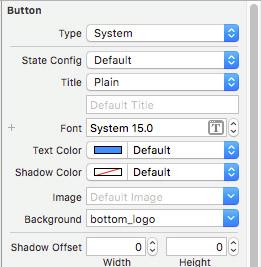 Button
Type System
State Config Default
Title Plain
Default Title
+ Font System 15.0 T
Text Color Default
Shadow Color Default
Image Default Image
Background bottom_logo
Shadow Offset 0 0
Width Height